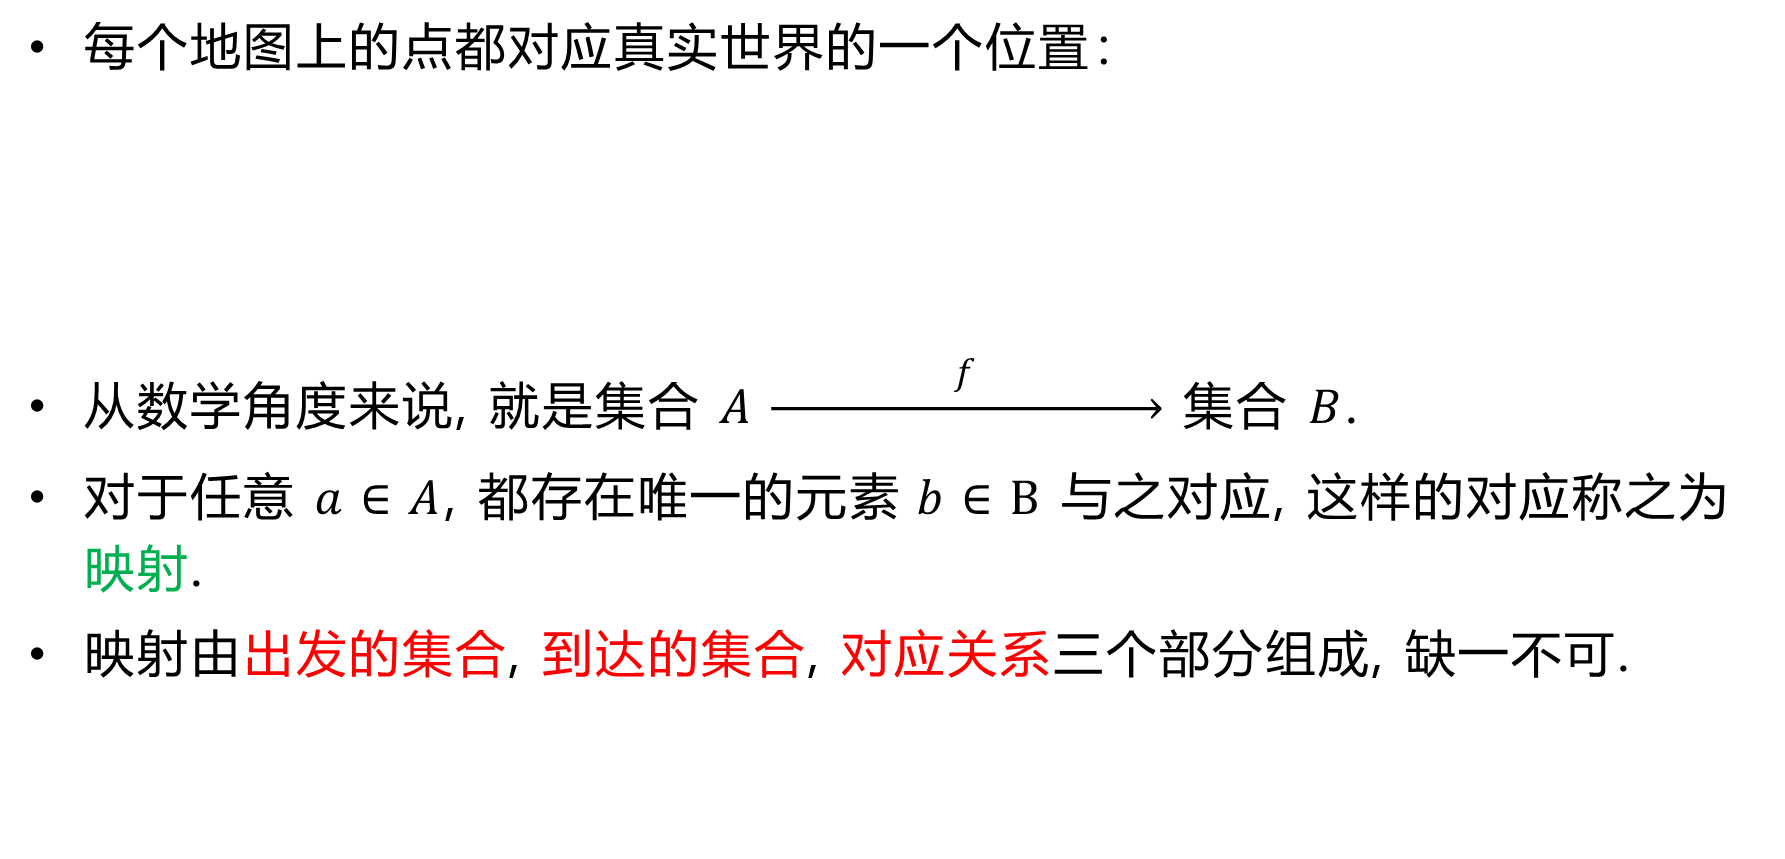 • 每个地图上的点都对应真实世界的一个位置:
f
• 从数学角度来说, 就是集合 A ⟶ 集合 B.
• 对于任意 a ∈ A, 都存在唯一的元素 b ∈ B 与之对应, 这样的对应称之为
映射.
• 映射由出发的集合, 到达的集合, 对应关系三个部分组成, 缺一不可.